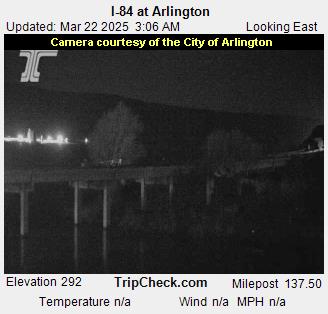 I-84 at Arlington
Updated: Mar 22 2025 3:06 AM Looking East
Camera courtesy of the City of Arlington
Elevation 292 TripCheck.com Milepost 137.50
Temperature n/a Wind n/a MPH n/a